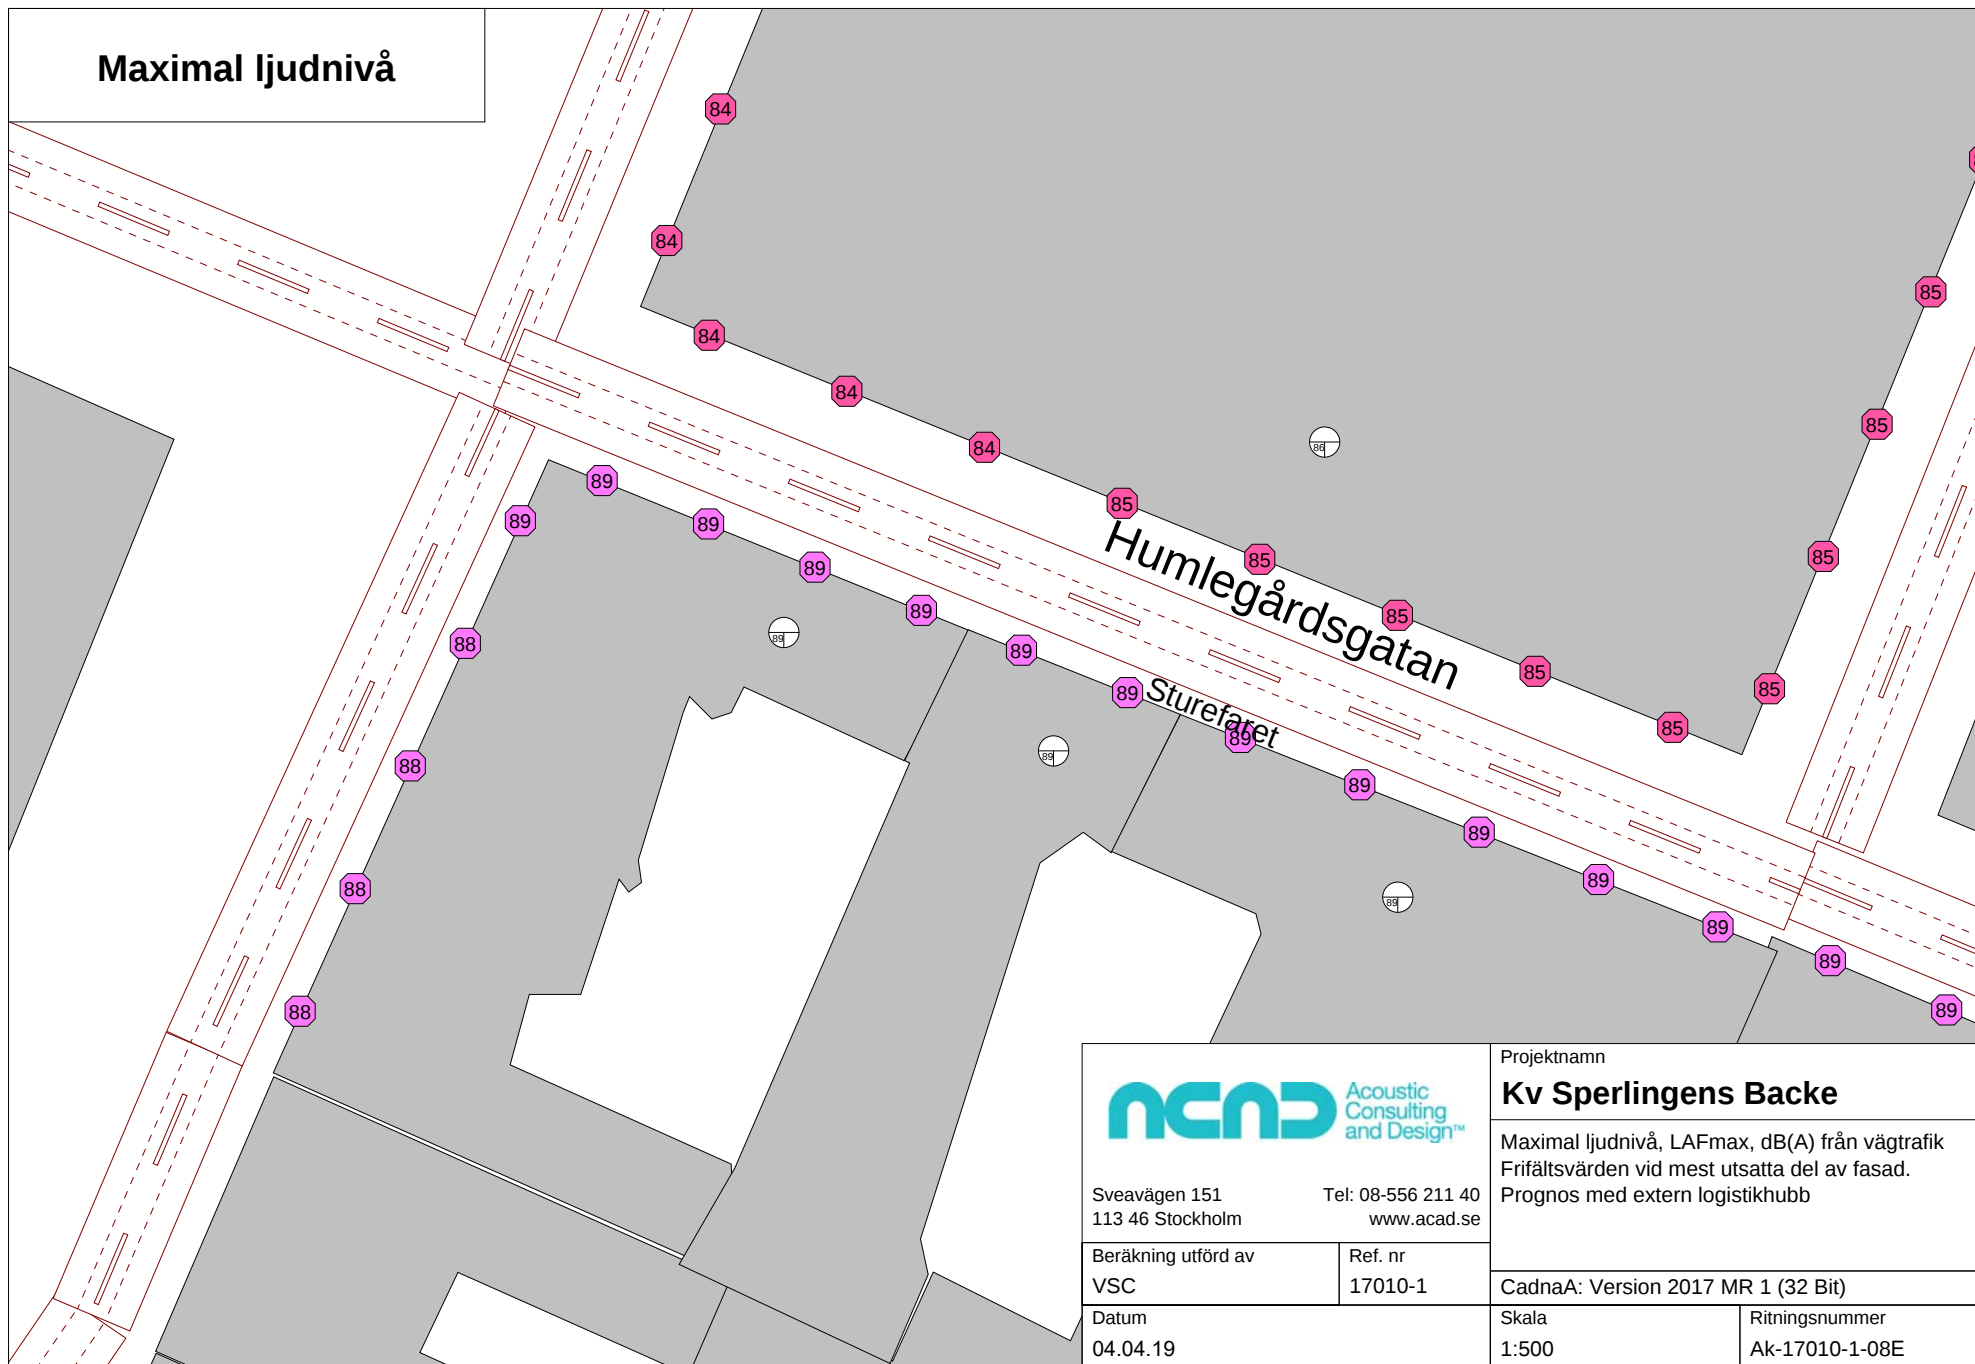 Maximal ljudnivå
84
84
84
84
84
85
85
85
85
85
85
85
85
85
86
89
89
89
89
89
89
89
89
89
89
89
89
89
89
88
88
88
88
89
89
89
Humlegårdsgatan
Sturefaret
Acoustic
Consulting
and Design™
Sveavägen 151
113 46 Stockholm
Tel: 08-556 211 40
www.acad.se
Projektnamn
Kv Sperlingens Backe
Maximal ljudnivå, LAFmax, dB(A) från vägtrafik
Frifältsvärden vid mest utsatta del av fasad.
Prognos med extern logistikhubb
Beräkning utförd av
VSC
Ref. nr
17010-1
CadnaA: Version 2017 MR 1 (32 Bit)
Datum
04.04.19
Skala
1:500
Ritningsnummer
Ak-17010-1-08E